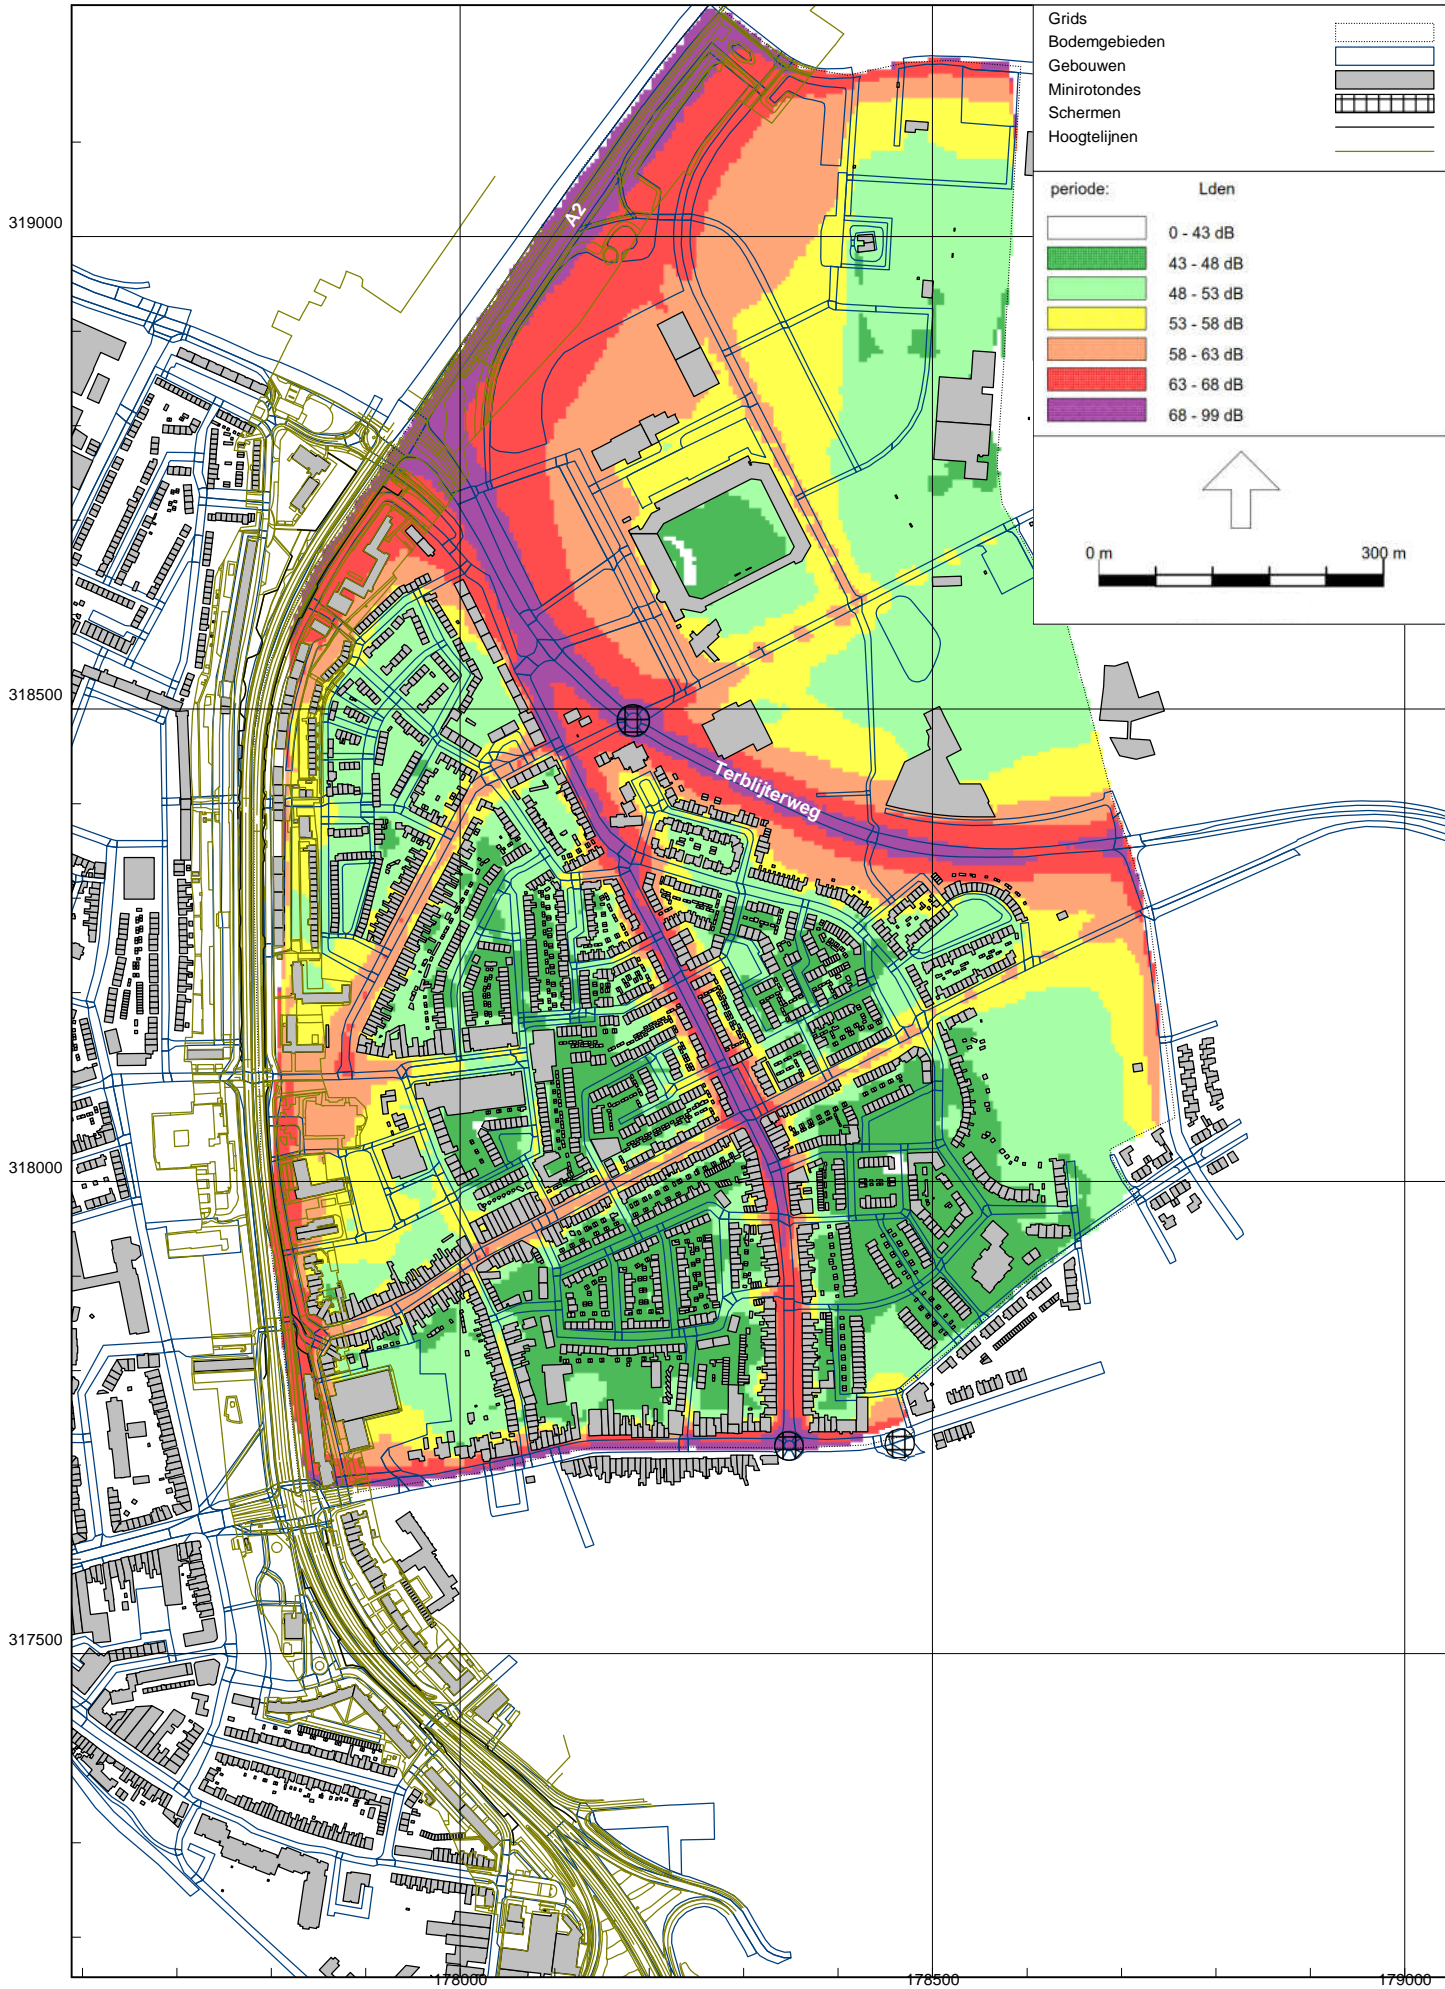 Grids
Bodemgebieden
Gebouwen
Minirotondes
Schermen
Hoogtelijnen
periode: Lden
0 - 43 dB
43 - 48 dB
48 - 53 dB
53 - 58 dB
58 - 63 dB
63 - 68 dB
68 - 99 dB
0 m 300 m
A2
319000
318500
Terblijterweg
318000
317500
178000 178500 179000